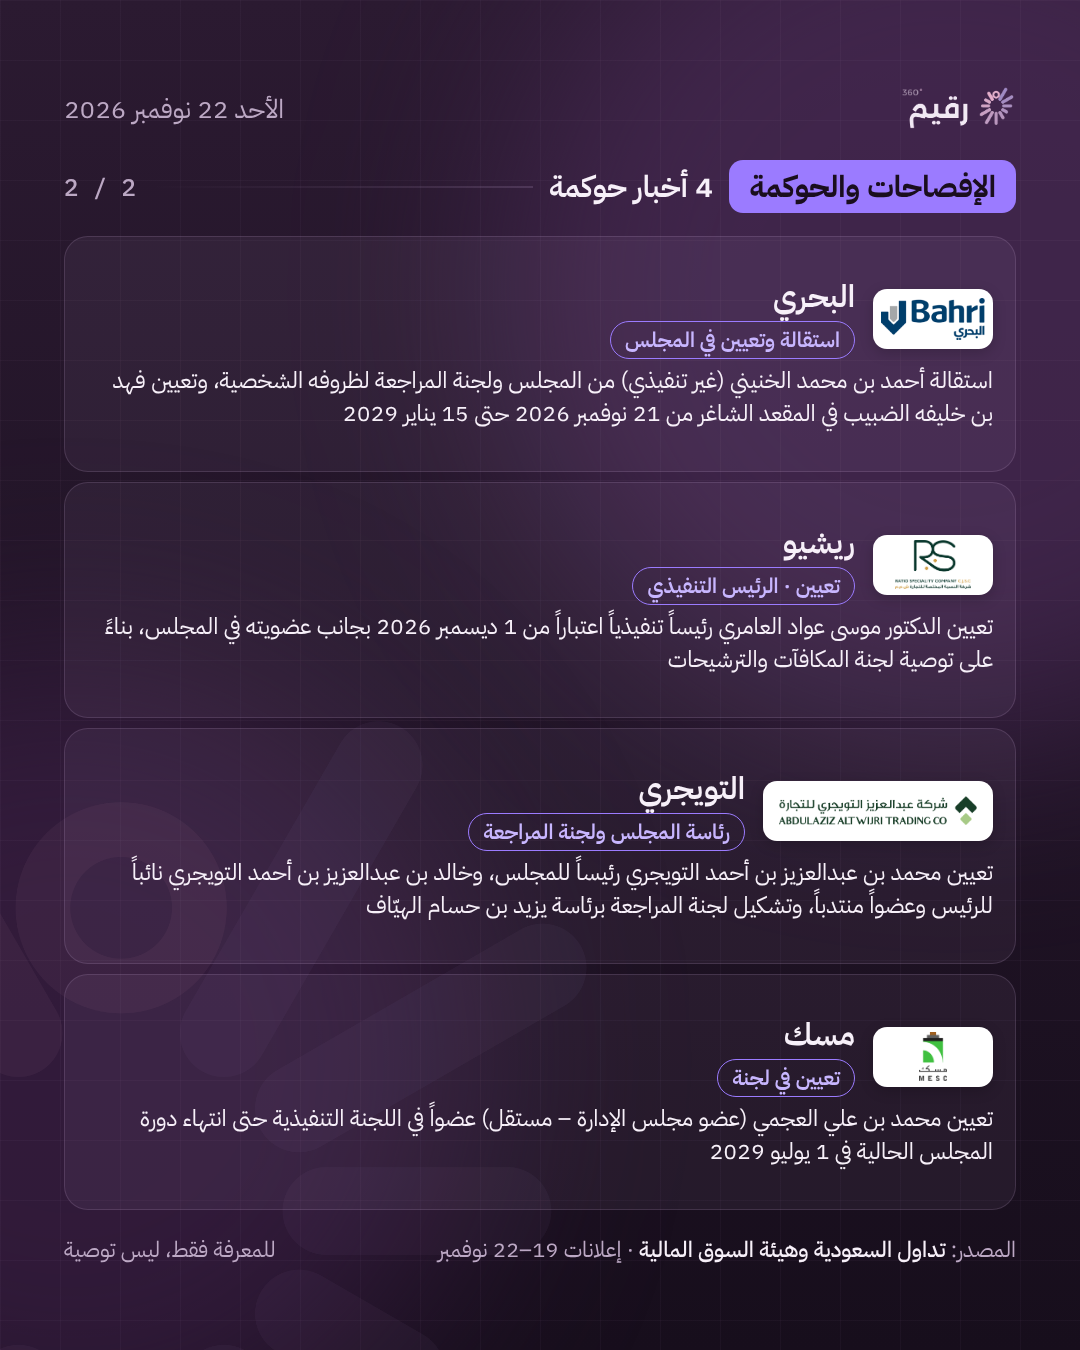 رقيم
360°
الأحد 22 نوفمبر 2026
الإفصاحات والحوكمة
4 أخبار حوكمة
2 / 2
Bahri
البحري
البحري
استقالة وتعيين في المجلس
استقالة أحمد بن محمد الخنيني (غير تنفيذي) من المجلس ولجنة المراجعة لظروفه الشخصية، وتعيين فهد
بن خليفه الضبيب في المقعد الشاغر من 21 نوفمبر 2026 حتى 15 يناير 2029
RS
RATIO SPECIALITY COMPANY
ريشيو
تعيين · الرئيس التنفيذي
تعيين الدكتور موسى عواد العامري رئيساً تنفيذياً اعتباراً من 1 ديسمبر 2026 بجانب عضويته في المجلس، بناءً
على توصية لجنة المكافآت والترشيحات
شركة عبدالعزيز التويجري للتجارة
ABDULAZIZ ALTWIJRI TRADING CO
التويجري
رئاسة المجلس ولجنة المراجعة
تعيين محمد بن عبدالعزيز بن أحمد التويجري رئيساً للمجلس، وخالد بن عبدالعزيز بن أحمد التويجري نائباً
للرئيس وعضواً منتدباً، وتشكيل لجنة المراجعة برئاسة يزيد بن حسام الهيّاف
مسك
MESC
مسك
تعيين في لجنة
تعيين محمد بن علي العجمي (عضو مجلس الإدارة – مستقل) عضواً في اللجنة التنفيذية حتى انتهاء دورة
المجلس الحالية في 1 يوليو 2029
المصدر: تداول السعودية وهيئة السوق المالية · إعلانات 19–22 نوفمبر
للمعرفة فقط، ليس توصية